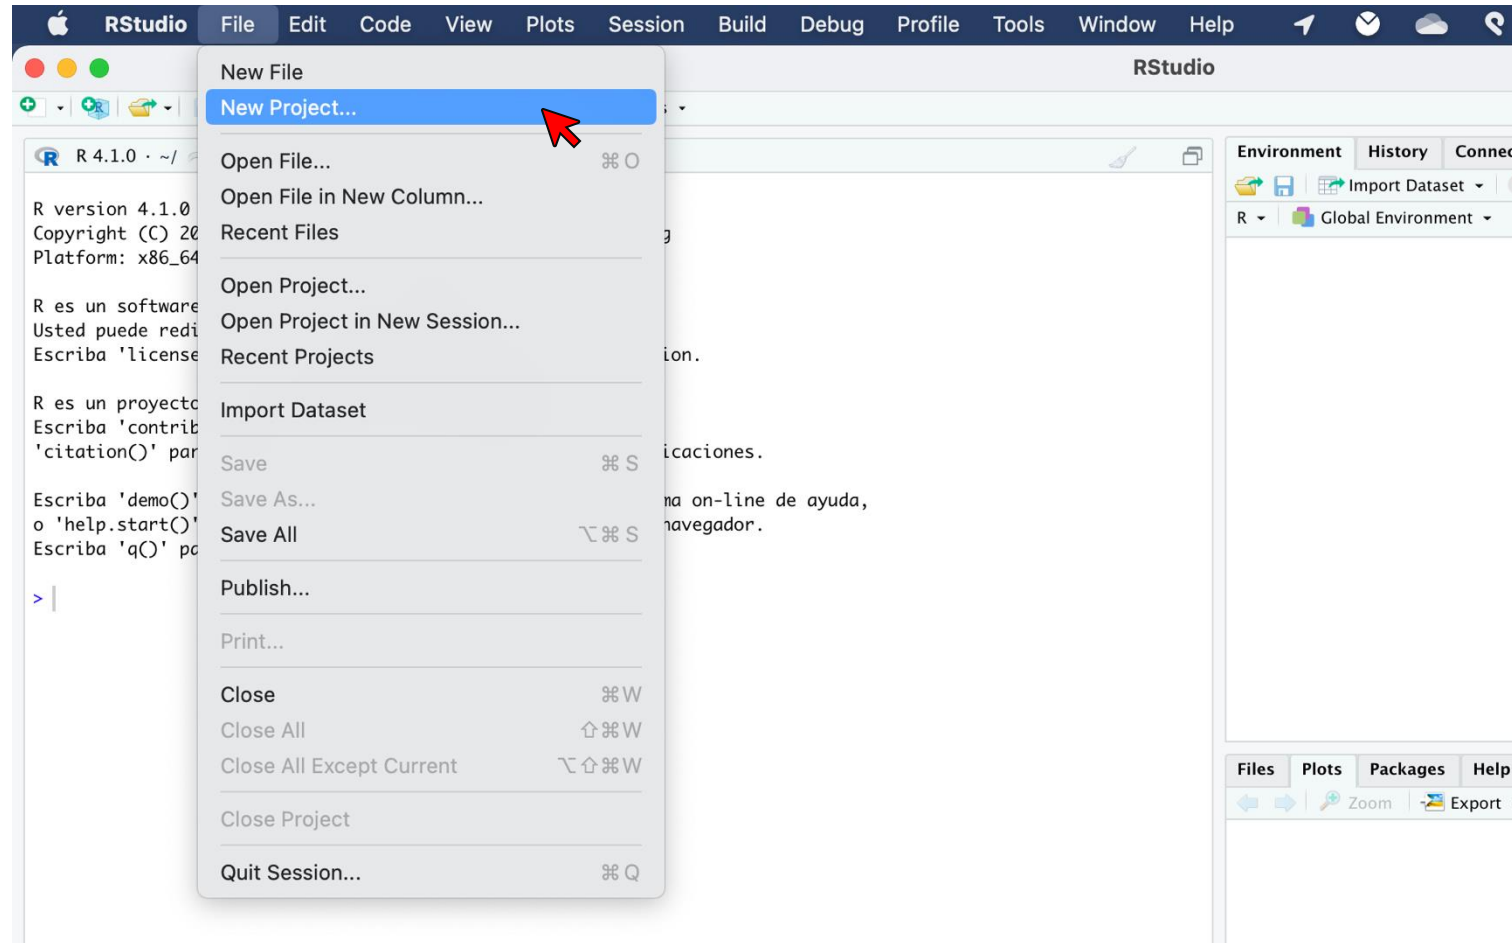 RStudio File Edit Code View Plots Session Build Debug Profile Tools Window Help
RStudio
New File
New Project...
Open File... ⌘ O
Open File in New Column...
Recent Files
Open Project...
Open Project in New Session...
Recent Projects
Import Dataset
Save ⌘ S
Save As...
Save All ⌥ ⌘ S
Publish...
Print...
Close ⌘ W
Close All ⇧ ⌘ W
Close All Except Current ⌥ ⇧ ⌘ W
Close Project
Quit Session... ⌘ Q
R 4.1.0 · ~/
R version 4.1.0
Copyright (C) 20
Platform: x86_64
R es un software
Usted puede redi
Escriba 'license ion.
R es un proyecto
Escriba 'contrib
'citation()' par icaciones.
Escriba 'demo()' ma on-line de ayuda,
o 'help.start()' navegador.
Escriba 'q()' pa
>
Environment History Connec
Import Dataset
R Global Environment
Files Plots Packages Help
Zoom Export